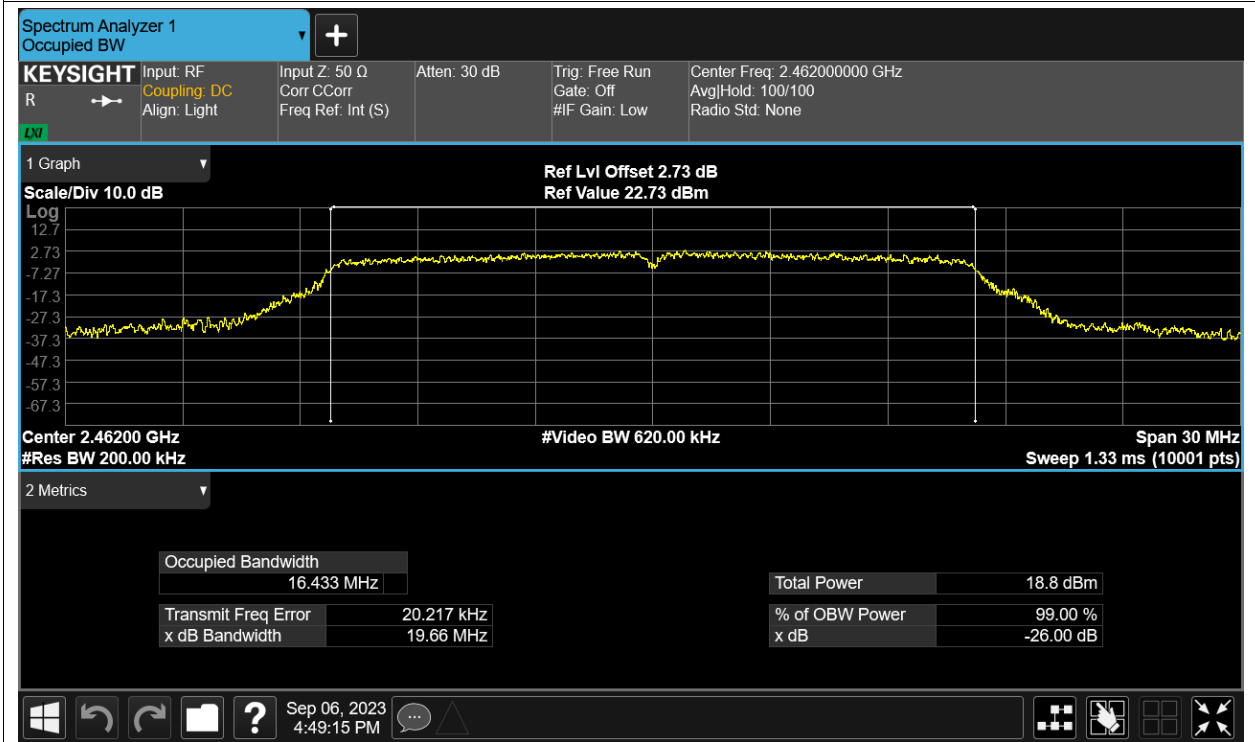 Spectrum Analyzer 1
Occupied BW
KEYSIGHT
R
LXI
Input: RF
Coupling: DC
Align: Light
Input Z: 50 Ω
Corr CCorr
Freq Ref: Int (S)
Atten: 30 dB
Trig: Free Run
Gate: Off
#IF Gain: Low
Center Freq: 2.462000000 GHz
Avg|Hold: 100/100
Radio Std: None
1 Graph
Scale/Div 10.0 dB
Ref Lvl Offset 2.73 dB
Ref Value 22.73 dBm
Log
12.7
2.73
-7.27
-17.3
-27.3
-37.3
-47.3
-57.3
-67.3
Center 2.46200 GHz
#Res BW 200.00 kHz
#Video BW 620.00 kHz
Span 30 MHz
Sweep 1.33 ms (10001 pts)
2 Metrics
Occupied Bandwidth
16.433 MHz
Transmit Freq Error 20.217 kHz
x dB Bandwidth 19.66 MHz
Total Power 18.8 dBm
% of OBW Power 99.00 %
x dB -26.00 dB
?
Sep 06, 2023
4:49:15 PM